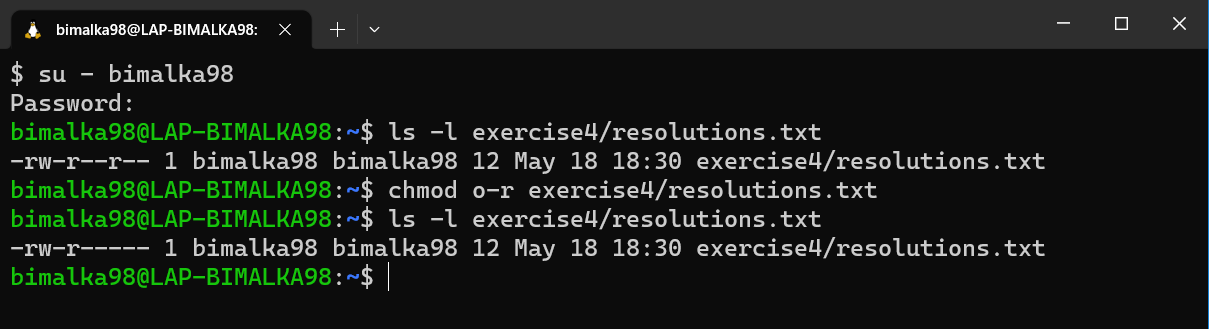 bimalka98@LAP-BIMALKA98:
$ su - bimalka98
Password:
bimalka98@LAP-BIMALKA98:~$ ls -l exercise4/resolutions.txt
-rw-r--r-- 1 bimalka98 bimalka98 12 May 18 18:30 exercise4/resolutions.txt
bimalka98@LAP-BIMALKA98:~$ chmod o-r exercise4/resolutions.txt
bimalka98@LAP-BIMALKA98:~$ ls -l exercise4/resolutions.txt
-rw-r----- 1 bimalka98 bimalka98 12 May 18 18:30 exercise4/resolutions.txt
bimalka98@LAP-BIMALKA98:~$